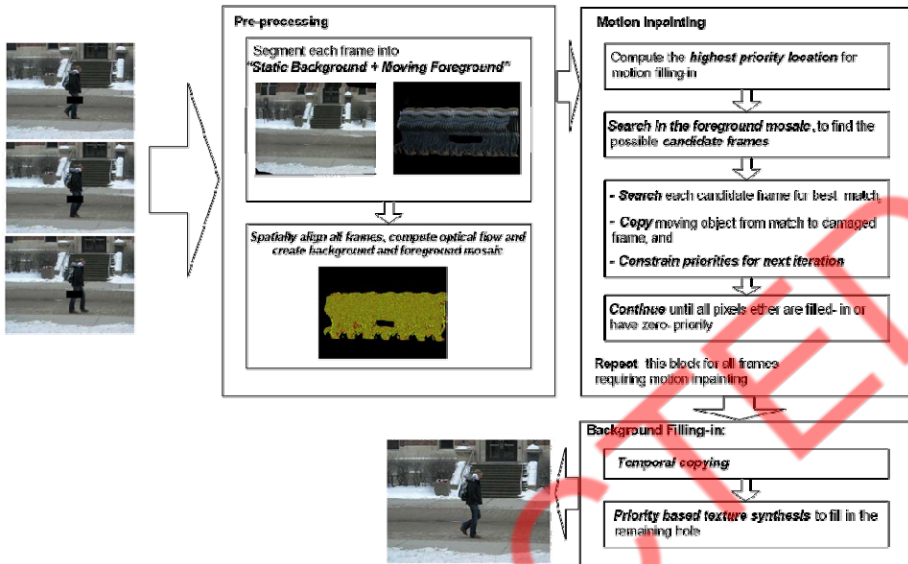 Pre-processing
Segment each frame into
"Static Background + Moving Foreground"
Spatially align all frames, compute optical flow and
create background and foreground mosaic
Motion Inpainting
Compute the highest priority location for
motion filling-in
Search in the foreground mosaic, to find the
possible candidate frames
- Search each candidate frame for best match,
- Copy moving object from match to damaged
frame, and
- Constrain priorities for next iteration
Continue until all pixels ether are filled- in or
have zero- priority
Repeat this block for all frames
requiring motion inpainting
Background Filling-in:
Temporal copying
Priority based texture synthesis to fill in the
remaining hole
CTED